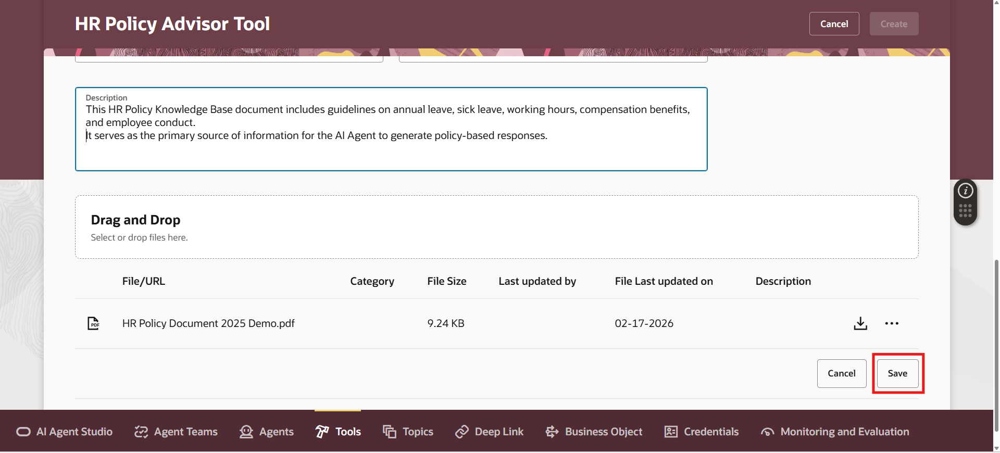 HR Policy Advisor Tool
Cancel
Create
Description
This HR Policy Knowledge Base document includes guidelines on annual leave, sick leave, working hours, compensation benefits,
and employee conduct.
It serves as the primary source of information for the AI Agent to generate policy-based responses.
Drag and Drop
Select or drop files here.
File/URL Category File Size Last updated by File Last updated on Description
PDF HR Policy Document 2025 Demo.pdf 9.24 KB 02-17-2026
Cancel Save
AI Agent Studio Agent Teams Agents Tools Topics Deep Link Business Object Credentials Monitoring and Evaluation